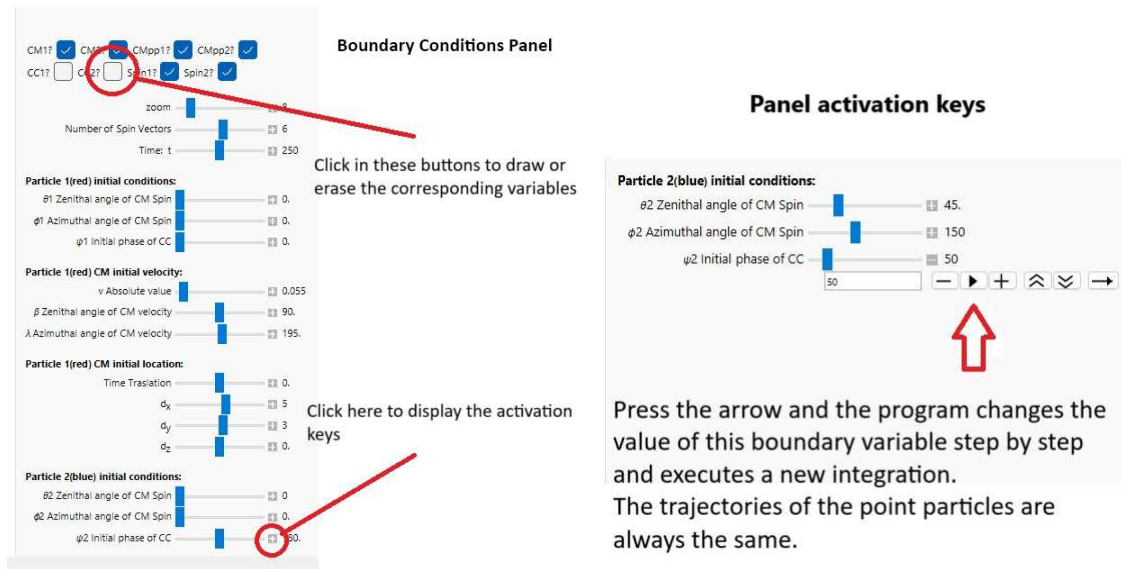 Boundary Conditions Panel
CM1? CM2? CMpp1? CMpp2?
CC1? CC2? Spin1? Spin2?
zoom 8
Number of Spin Vectors 6
Time: t 250
Particle 1(red) initial conditions:
θ1 Zenithal angle of CM Spin 0.
ϕ1 Azimuthal angle of CM Spin 0.
ψ1 Initial phase of CC 0.
Particle 1(red) CM initial velocity:
v Absolute value 0.055
β Zenithal angle of CM velocity 90.
λ Azimuthal angle of CM velocity 195.
Particle 1(red) CM initial location:
Time Traslation 0.
dx 5
dy 3
dz 0.
Particle 2(blue) initial conditions:
θ2 Zenithal angle of CM Spin 0
ϕ2 Azimuthal angle of CM Spin 0.
ψ2 Initial phase of CC
Click in these buttons to draw or
erase the corresponding variables
Click here to display the activation
keys
Panel activation keys
Particle 2(blue) initial conditions:
θ2 Zenithal angle of CM Spin 45.
ϕ2 Azimuthal angle of CM Spin 150
ψ2 Initial phase of CC 50
50
Press the arrow and the program changes the
value of this boundary variable step by step
and executes a new integration.
The trajectories of the point particles are
always the same.